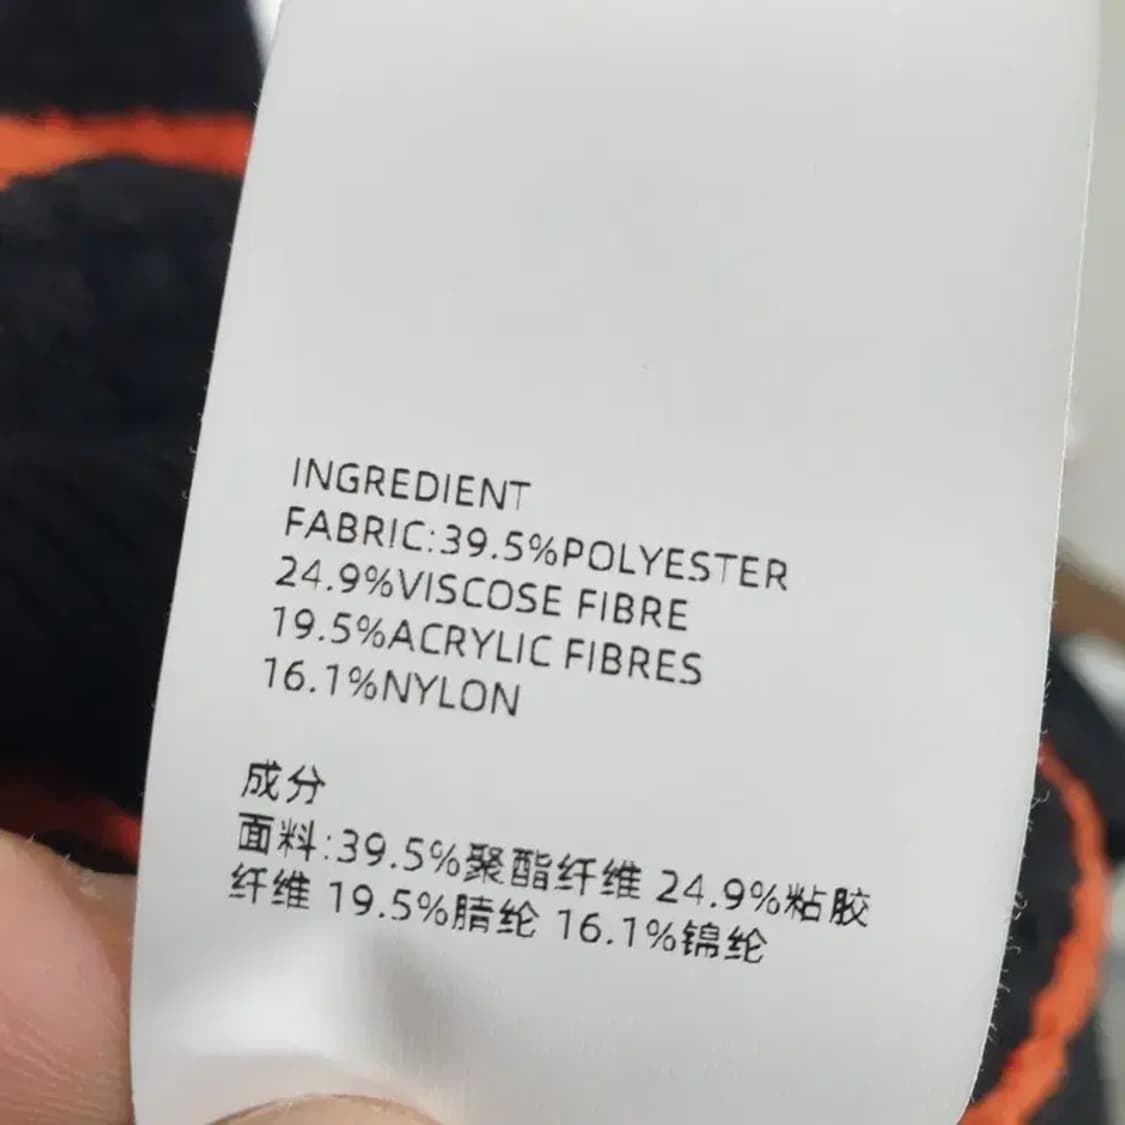 INGREDIENT
FABRIC:39.5%POLYESTER
24.9%VISCOSE FIBRE
19.5%ACRYLIC FIBRES
16.1%NYLON
成分
面料:39.5%聚酯纤维 24.9%粘胶
纤维 19.5%腈纶 16.1%锦纶